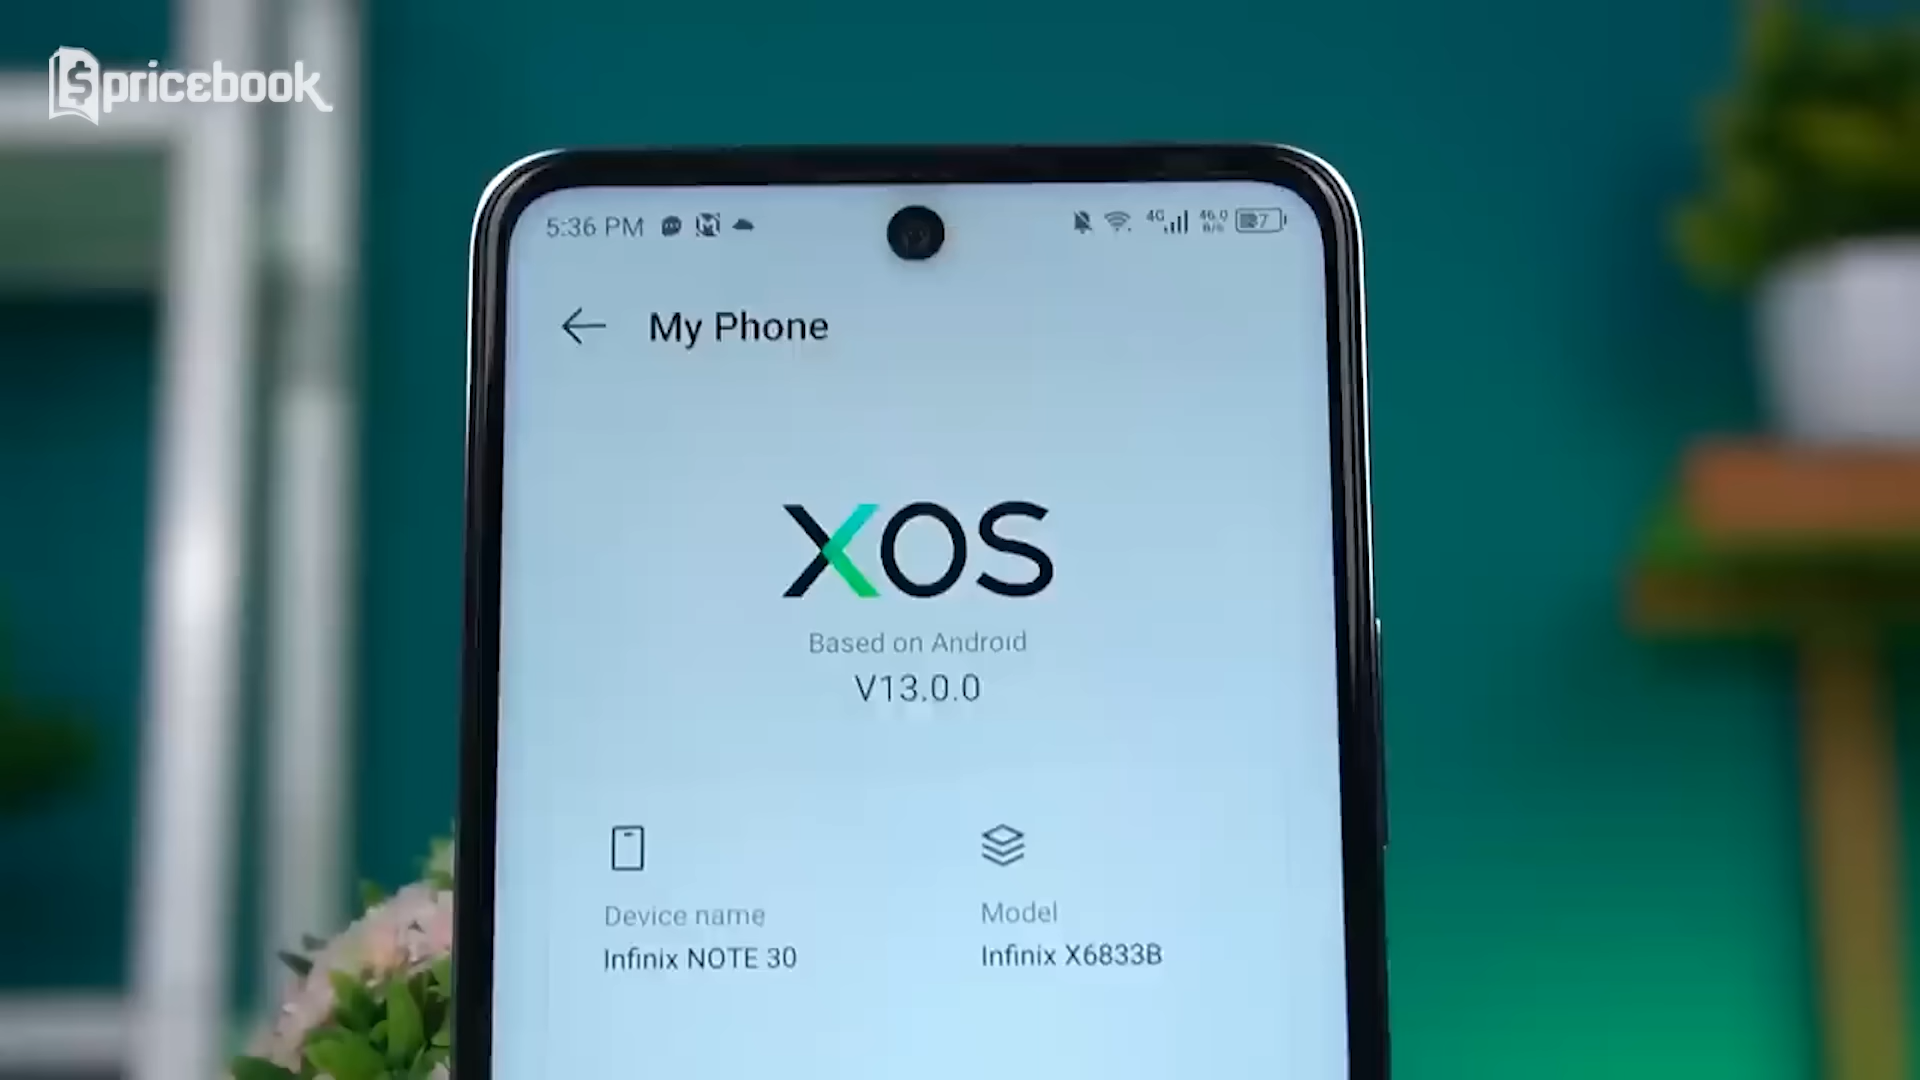 pricebook
5:36 PM
4G
My Phone
XOS
Based on Android
V13.0.0
Device name
Infinix NOTE 30
Model
Infinix X6833B